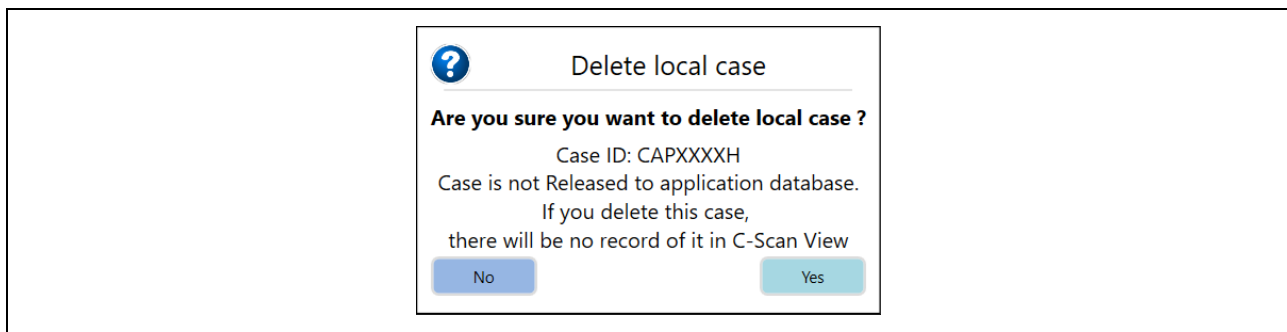 ?
Delete local case
Are you sure you want to delete local case ?
Case ID: CAPXXXXH
Case is not Released to application database.
If you delete this case,
there will be no record of it in C-Scan View
No
Yes